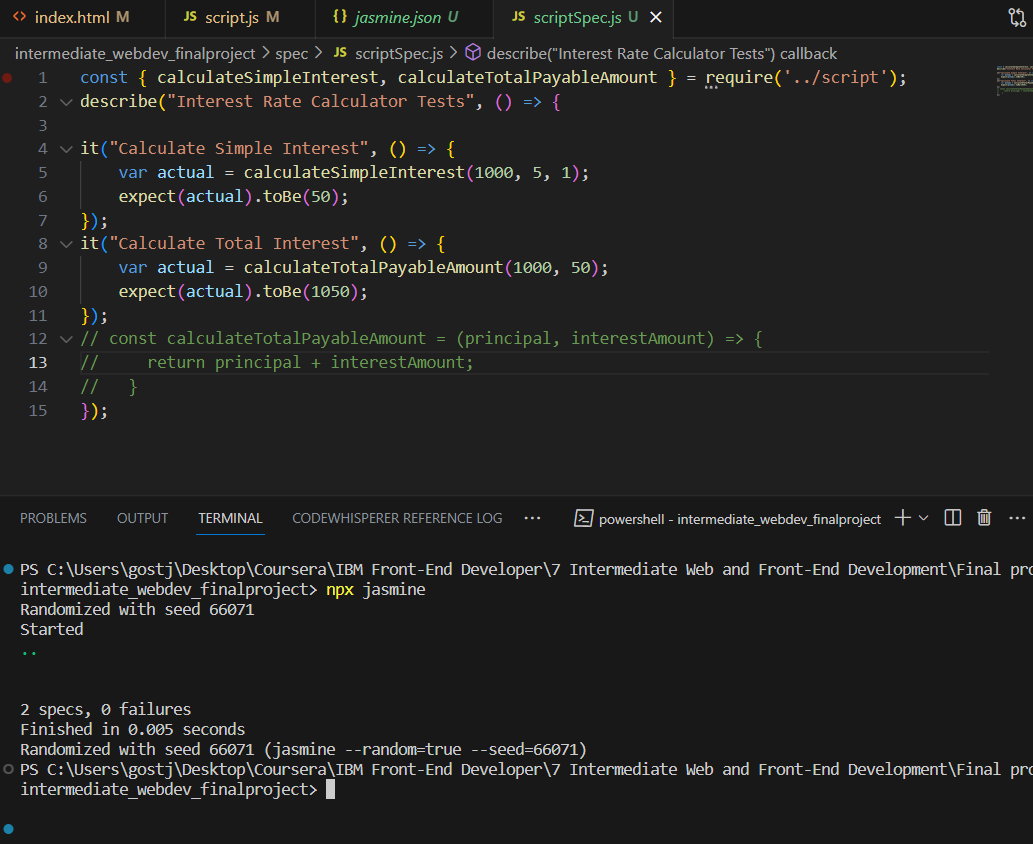 index.html M JS script.js M {} jasmine.json U JS scriptSpec.js U ×
intermediate_webdev_finalproject > spec > JS scriptSpec.js > describe("Interest Rate Calculator Tests") callback
1 const { calculateSimpleInterest, calculateTotalPayableAmount } = require('../script');
2 describe("Interest Rate Calculator Tests", () => {
3
4 it("Calculate Simple Interest", () => {
5 var actual = calculateSimpleInterest(1000, 5, 1);
6 expect(actual).toBe(50);
7 });
8 it("Calculate Total Interest", () => {
9 var actual = calculateTotalPayableAmount(1000, 50);
10 expect(actual).toBe(1050);
11 });
12 // const calculateTotalPayableAmount = (principal, interestAmount) => {
13 // return principal + interestAmount;
14 // }
15 });
PROBLEMS OUTPUT TERMINAL CODEWHISPERER REFERENCE LOG ... powershell - intermediate_webdev_finalproject
PS C:\Users\gostj\Desktop\Coursera\IBM Front-End Developer\7 Intermediate Web and Front-End Development\Final pro
intermediate_webdev_finalproject> npx jasmine
Randomized with seed 66071
Started
..
2 specs, 0 failures
Finished in 0.005 seconds
Randomized with seed 66071 (jasmine --random=true --seed=66071)
PS C:\Users\gostj\Desktop\Coursera\IBM Front-End Developer\7 Intermediate Web and Front-End Development\Final pro
intermediate_webdev_finalproject>